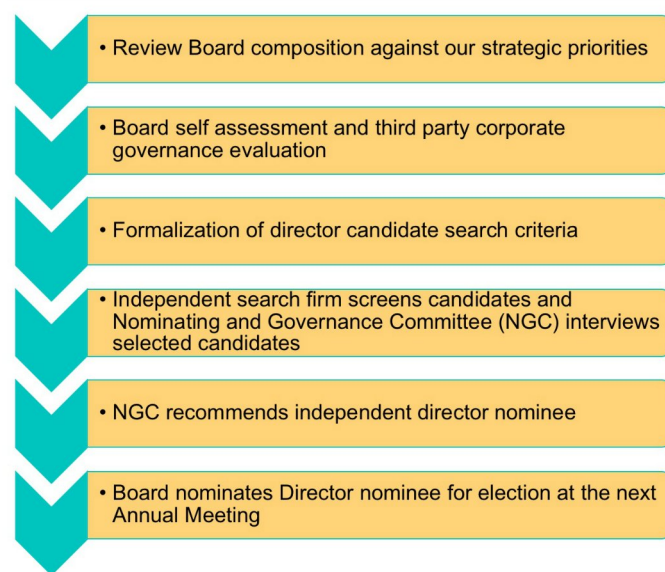 • Review Board composition against our strategic priorities
• Board self assessment and third party corporate
governance evaluation
• Formalization of director candidate search criteria
• Independent search firm screens candidates and
Nominating and Governance Committee (NGC) interviews
selected candidates
• NGC recommends independent director nominee
• Board nominates Director nominee for election at the next
Annual Meeting